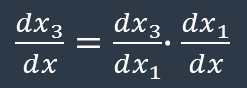 dx₃/dx = dx₃/dx₁ · dx₁/dx